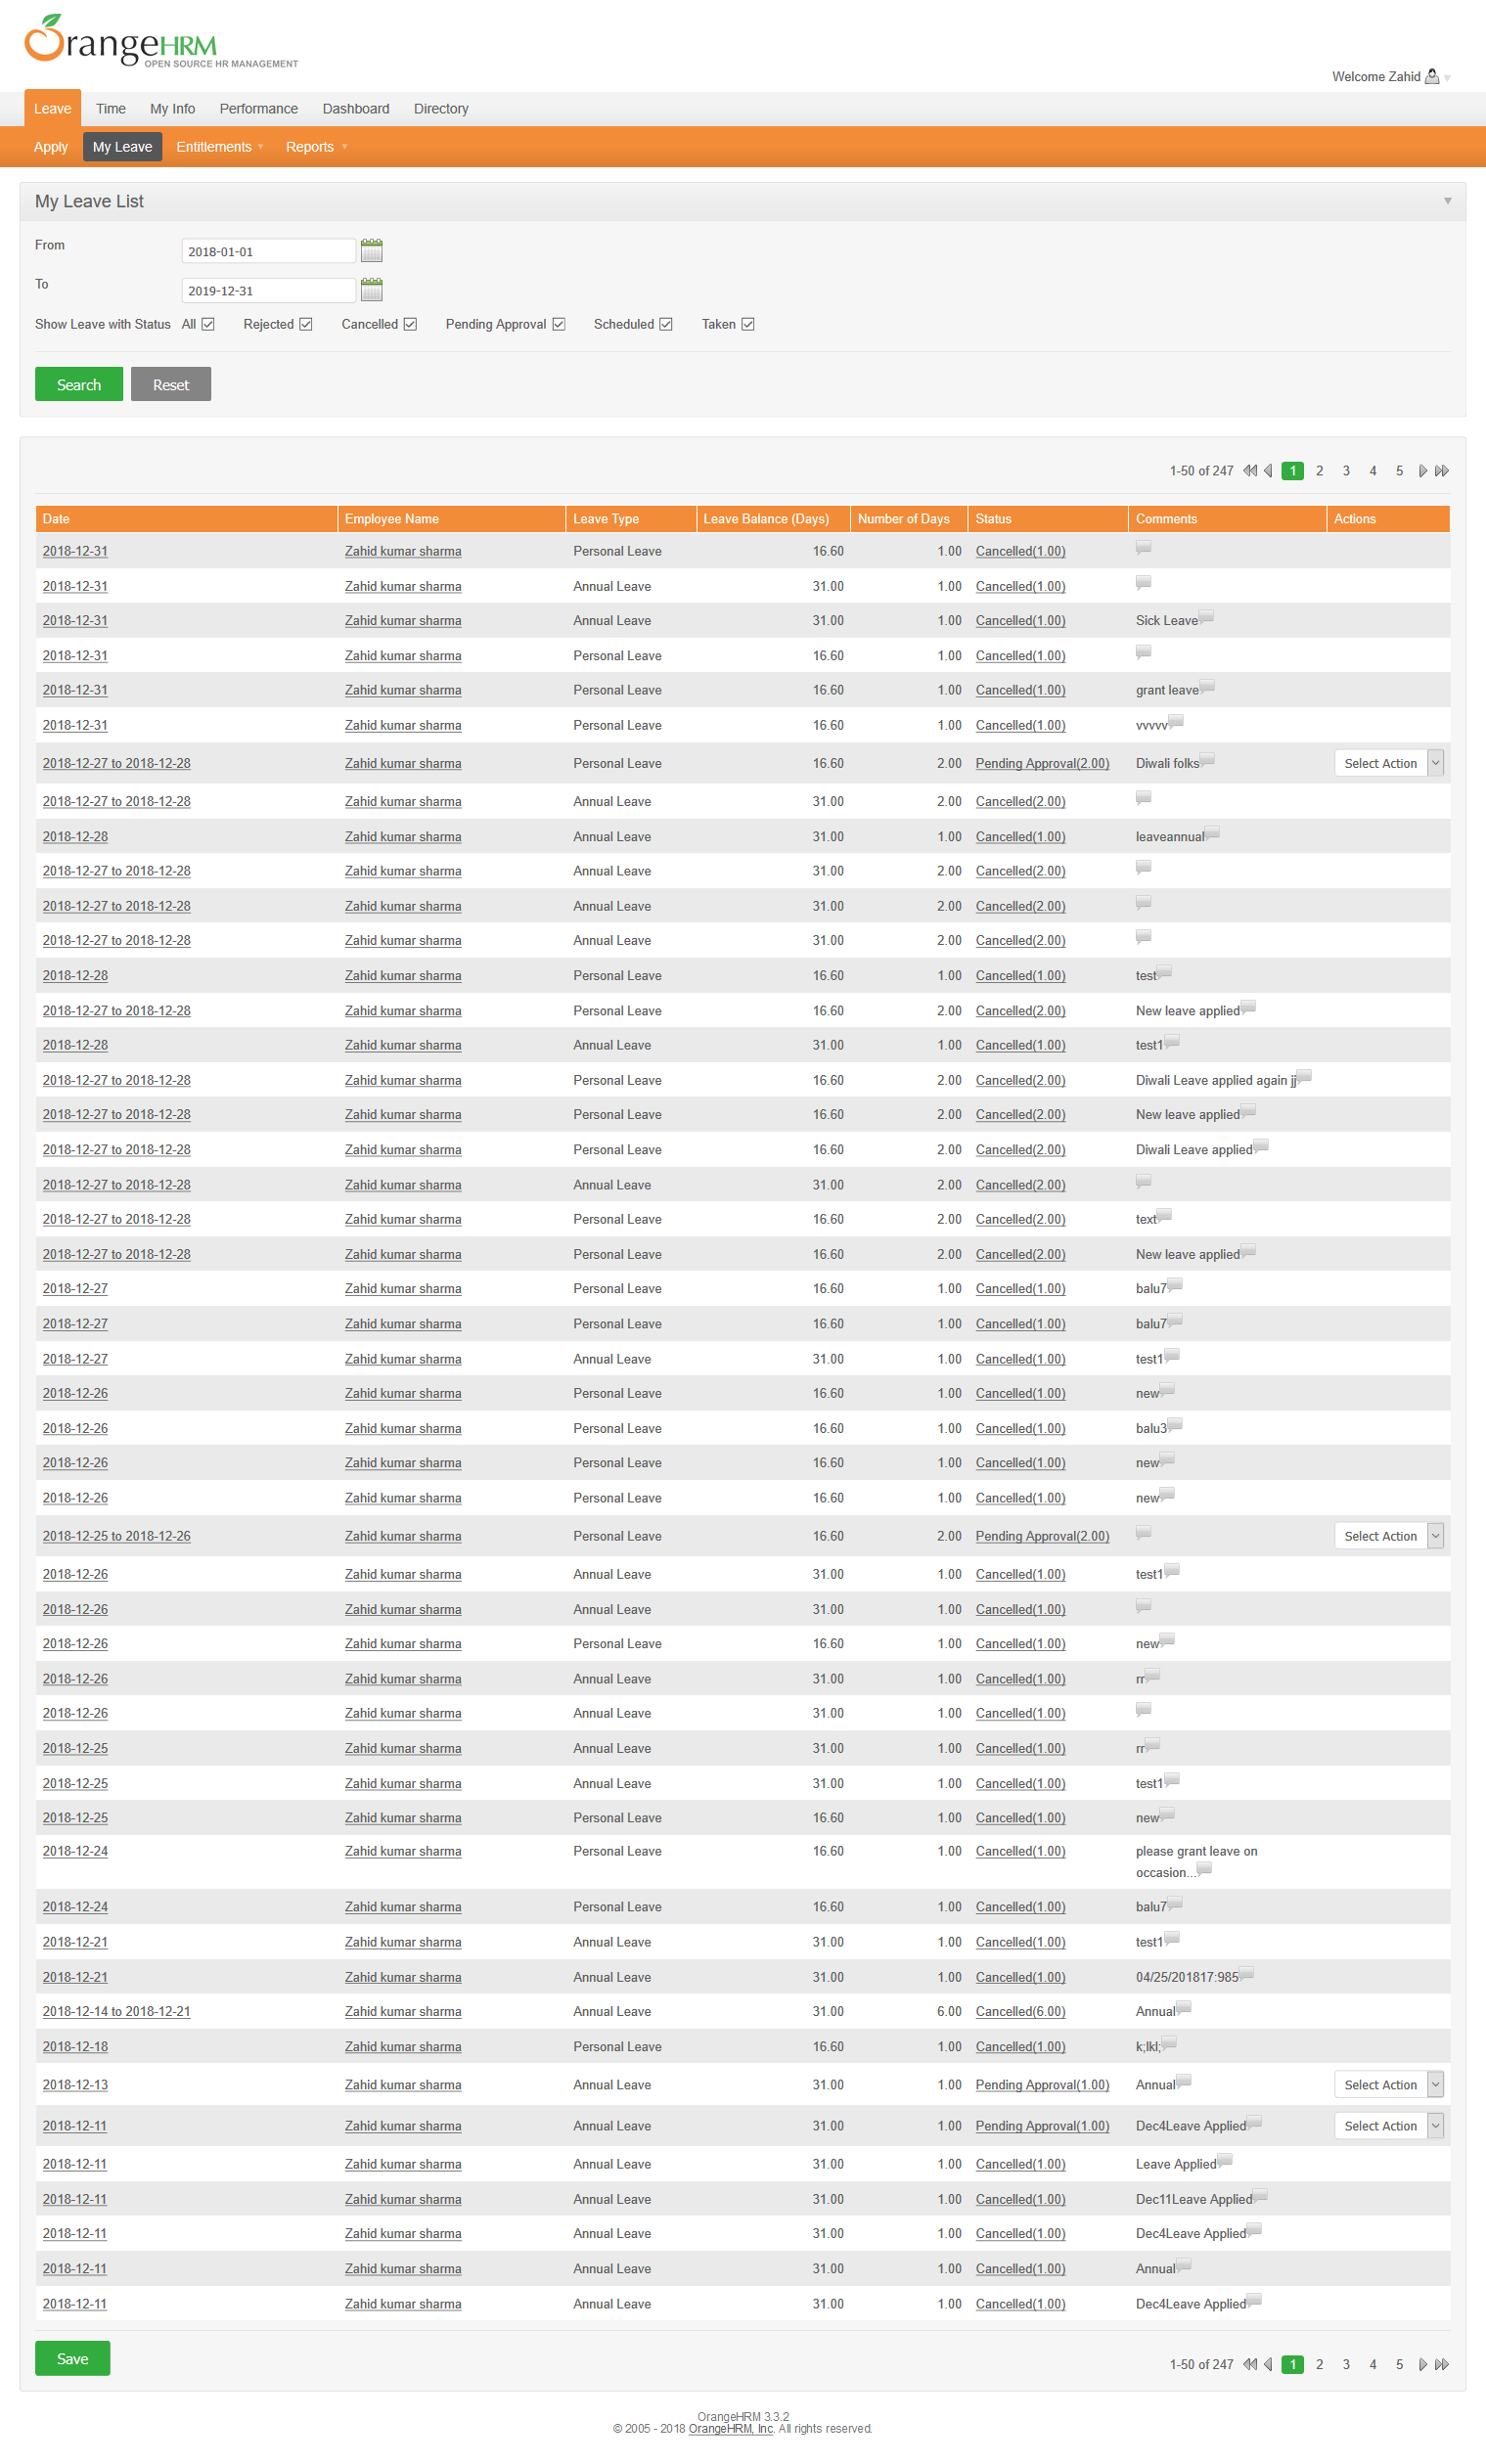 OrangeHRM
OPEN SOURCE HR MANAGEMENT
Welcome Zahid
Leave Time My Info Performance Dashboard Directory
Apply My Leave Entitlements Reports
My Leave List
From 2018-01-01
To 2019-12-31
Show Leave with Status All Rejected Cancelled Pending Approval Scheduled Taken
Search Reset
1-50 of 247 1 2 3 4 5
Date Employee Name Leave Type Leave Balance (Days) Number of Days Status Comments Actions
2018-12-31 Zahid kumar sharma Personal Leave 16.60 1.00 Cancelled(1.00)
2018-12-31 Zahid kumar sharma Annual Leave 31.00 1.00 Cancelled(1.00)
2018-12-31 Zahid kumar sharma Annual Leave 31.00 1.00 Cancelled(1.00) Sick Leave
2018-12-31 Zahid kumar sharma Personal Leave 16.60 1.00 Cancelled(1.00)
2018-12-31 Zahid kumar sharma Personal Leave 16.60 1.00 Cancelled(1.00) grant leave
2018-12-31 Zahid kumar sharma Personal Leave 16.60 1.00 Cancelled(1.00) vvvvv
2018-12-27 to 2018-12-28 Zahid kumar sharma Personal Leave 16.60 2.00 Pending Approval(2.00) Diwali folks Select Action
2018-12-27 to 2018-12-28 Zahid kumar sharma Annual Leave 31.00 2.00 Cancelled(2.00)
2018-12-28 Zahid kumar sharma Annual Leave 31.00 1.00 Cancelled(1.00) leaveannual
2018-12-27 to 2018-12-28 Zahid kumar sharma Annual Leave 31.00 2.00 Cancelled(2.00)
2018-12-27 to 2018-12-28 Zahid kumar sharma Annual Leave 31.00 2.00 Cancelled(2.00)
2018-12-27 to 2018-12-28 Zahid kumar sharma Annual Leave 31.00 2.00 Cancelled(2.00)
2018-12-28 Zahid kumar sharma Personal Leave 16.60 1.00 Cancelled(1.00) test
2018-12-27 to 2018-12-28 Zahid kumar sharma Personal Leave 16.60 2.00 Cancelled(2.00) New leave applied
2018-12-28 Zahid kumar sharma Annual Leave 31.00 1.00 Cancelled(1.00) test1
2018-12-27 to 2018-12-28 Zahid kumar sharma Personal Leave 16.60 2.00 Cancelled(2.00) Diwali Leave applied again jj
2018-12-27 to 2018-12-28 Zahid kumar sharma Personal Leave 16.60 2.00 Cancelled(2.00) New leave applied
2018-12-27 to 2018-12-28 Zahid kumar sharma Personal Leave 16.60 2.00 Cancelled(2.00) Diwali Leave applied
2018-12-27 to 2018-12-28 Zahid kumar sharma Annual Leave 31.00 2.00 Cancelled(2.00)
2018-12-27 to 2018-12-28 Zahid kumar sharma Personal Leave 16.60 2.00 Cancelled(2.00) text
2018-12-27 to 2018-12-28 Zahid kumar sharma Personal Leave 16.60 2.00 Cancelled(2.00) New leave applied
2018-12-27 Zahid kumar sharma Personal Leave 16.60 1.00 Cancelled(1.00) balu7
2018-12-27 Zahid kumar sharma Personal Leave 16.60 1.00 Cancelled(1.00) balu7
2018-12-27 Zahid kumar sharma Annual Leave 31.00 1.00 Cancelled(1.00) test1
2018-12-26 Zahid kumar sharma Personal Leave 16.60 1.00 Cancelled(1.00) new
2018-12-26 Zahid kumar sharma Personal Leave 16.60 1.00 Cancelled(1.00) balu3
2018-12-26 Zahid kumar sharma Personal Leave 16.60 1.00 Cancelled(1.00) new
2018-12-26 Zahid kumar sharma Personal Leave 16.60 1.00 Cancelled(1.00) new
2018-12-25 to 2018-12-26 Zahid kumar sharma Personal Leave 16.60 2.00 Pending Approval(2.00) Select Action
2018-12-26 Zahid kumar sharma Annual Leave 31.00 1.00 Cancelled(1.00) test1
2018-12-26 Zahid kumar sharma Annual Leave 31.00 1.00 Cancelled(1.00)
2018-12-26 Zahid kumar sharma Personal Leave 16.60 1.00 Cancelled(1.00) new
2018-12-26 Zahid kumar sharma Annual Leave 31.00 1.00 Cancelled(1.00) rr
2018-12-26 Zahid kumar sharma Annual Leave 31.00 1.00 Cancelled(1.00)
2018-12-25 Zahid kumar sharma Annual Leave 31.00 1.00 Cancelled(1.00) rr
2018-12-25 Zahid kumar sharma Annual Leave 31.00 1.00 Cancelled(1.00) test1
2018-12-25 Zahid kumar sharma Personal Leave 16.60 1.00 Cancelled(1.00) new
2018-12-24 Zahid kumar sharma Personal Leave 16.60 1.00 Cancelled(1.00) please grant leave on
occasion...
2018-12-24 Zahid kumar sharma Personal Leave 16.60 1.00 Cancelled(1.00) balu7
2018-12-21 Zahid kumar sharma Annual Leave 31.00 1.00 Cancelled(1.00) test1
2018-12-21 Zahid kumar sharma Annual Leave 31.00 1.00 Cancelled(1.00) 04/25/201817:985
2018-12-14 to 2018-12-21 Zahid kumar sharma Annual Leave 31.00 6.00 Cancelled(6.00) Annual
2018-12-18 Zahid kumar sharma Personal Leave 16.60 1.00 Cancelled(1.00) k;lkl;
2018-12-13 Zahid kumar sharma Annual Leave 31.00 1.00 Pending Approval(1.00) Annual Select Action
2018-12-11 Zahid kumar sharma Annual Leave 31.00 1.00 Pending Approval(1.00) Dec4Leave Applied Select Action
2018-12-11 Zahid kumar sharma Annual Leave 31.00 1.00 Cancelled(1.00) Leave Applied
2018-12-11 Zahid kumar sharma Annual Leave 31.00 1.00 Cancelled(1.00) Dec11Leave Applied
2018-12-11 Zahid kumar sharma Annual Leave 31.00 1.00 Cancelled(1.00) Dec4Leave Applied
2018-12-11 Zahid kumar sharma Annual Leave 31.00 1.00 Cancelled(1.00) Annual
2018-12-11 Zahid kumar sharma Annual Leave 31.00 1.00 Cancelled(1.00) Dec4Leave Applied
Save 1-50 of 247 1 2 3 4 5
OrangeHRM 3.3.2
© 2005 - 2018 OrangeHRM, Inc. All rights reserved.